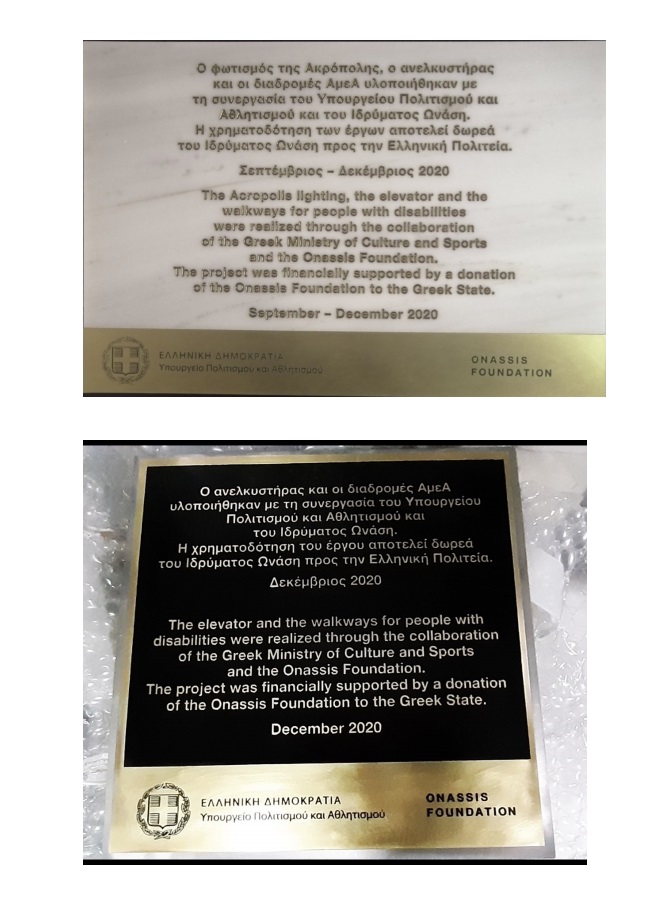 Ο φωτισμός της Ακρόπολης, ο ανελκυστήρας
και οι διαδρομές ΑμεΑ υλοποιήθηκαν με
τη συνεργασία του Υπουργείου Πολιτισμού και
Αθλητισμού και του Ιδρύματος Ωνάση.
Η χρηματοδότηση των έργων αποτελεί δωρεά
του Ιδρύματος Ωνάση προς την Ελληνική Πολιτεία.
Σεπτέμβριος – Δεκέμβριος 2020
The Acropolis lighting, the elevator and the
walkways for people with disabilities
were realized through the collaboration
of the Greek Ministry of Culture and Sports
and the Onassis Foundation.
The project was financially supported by a donation
of the Onassis Foundation to the Greek State.
September – December 2020
ΕΛΛΗΝΙΚΗ ΔΗΜΟΚΡΑΤΙΑ
Υπουργείο Πολιτισμού και Αθλητισμού
ONASSIS
FOUNDATION
Ο ανελκυστήρας και οι διαδρομές ΑμεΑ
υλοποιήθηκαν με τη συνεργασία του Υπουργείου
Πολιτισμού και Αθλητισμού και
του Ιδρύματος Ωνάση.
Η χρηματοδότηση του έργου αποτελεί δωρεά
του Ιδρύματος Ωνάση προς την Ελληνική Πολιτεία.
Δεκέμβριος 2020
The elevator and the walkways for people with
disabilities were realized through the collaboration
of the Greek Ministry of Culture and Sports
and the Onassis Foundation.
The project was financially supported by a donation
of the Onassis Foundation to the Greek State.
December 2020
ΕΛΛΗΝΙΚΗ ΔΗΜΟΚΡΑΤΙΑ
Υπουργείο Πολιτισμού και Αθλητισμού
ONASSIS
FOUNDATION